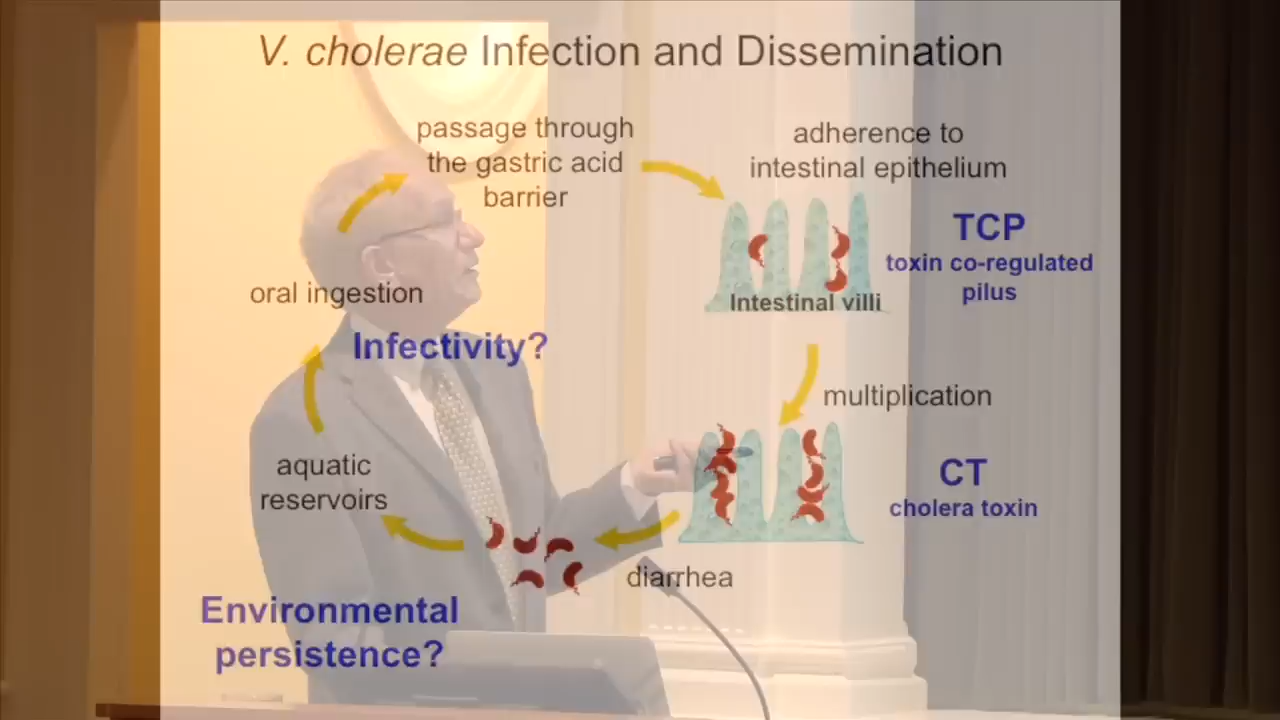 V. cholerae Infection and Dissemination
passage through
the gastric acid
barrier
adherence to
intestinal epithelium
TCP
toxin co-regulated
pilus
Intestinal villi
oral ingestion
Infectivity?
multiplication
CT
cholera toxin
aquatic
reservoirs
diarrhea
Environmental
persistence?